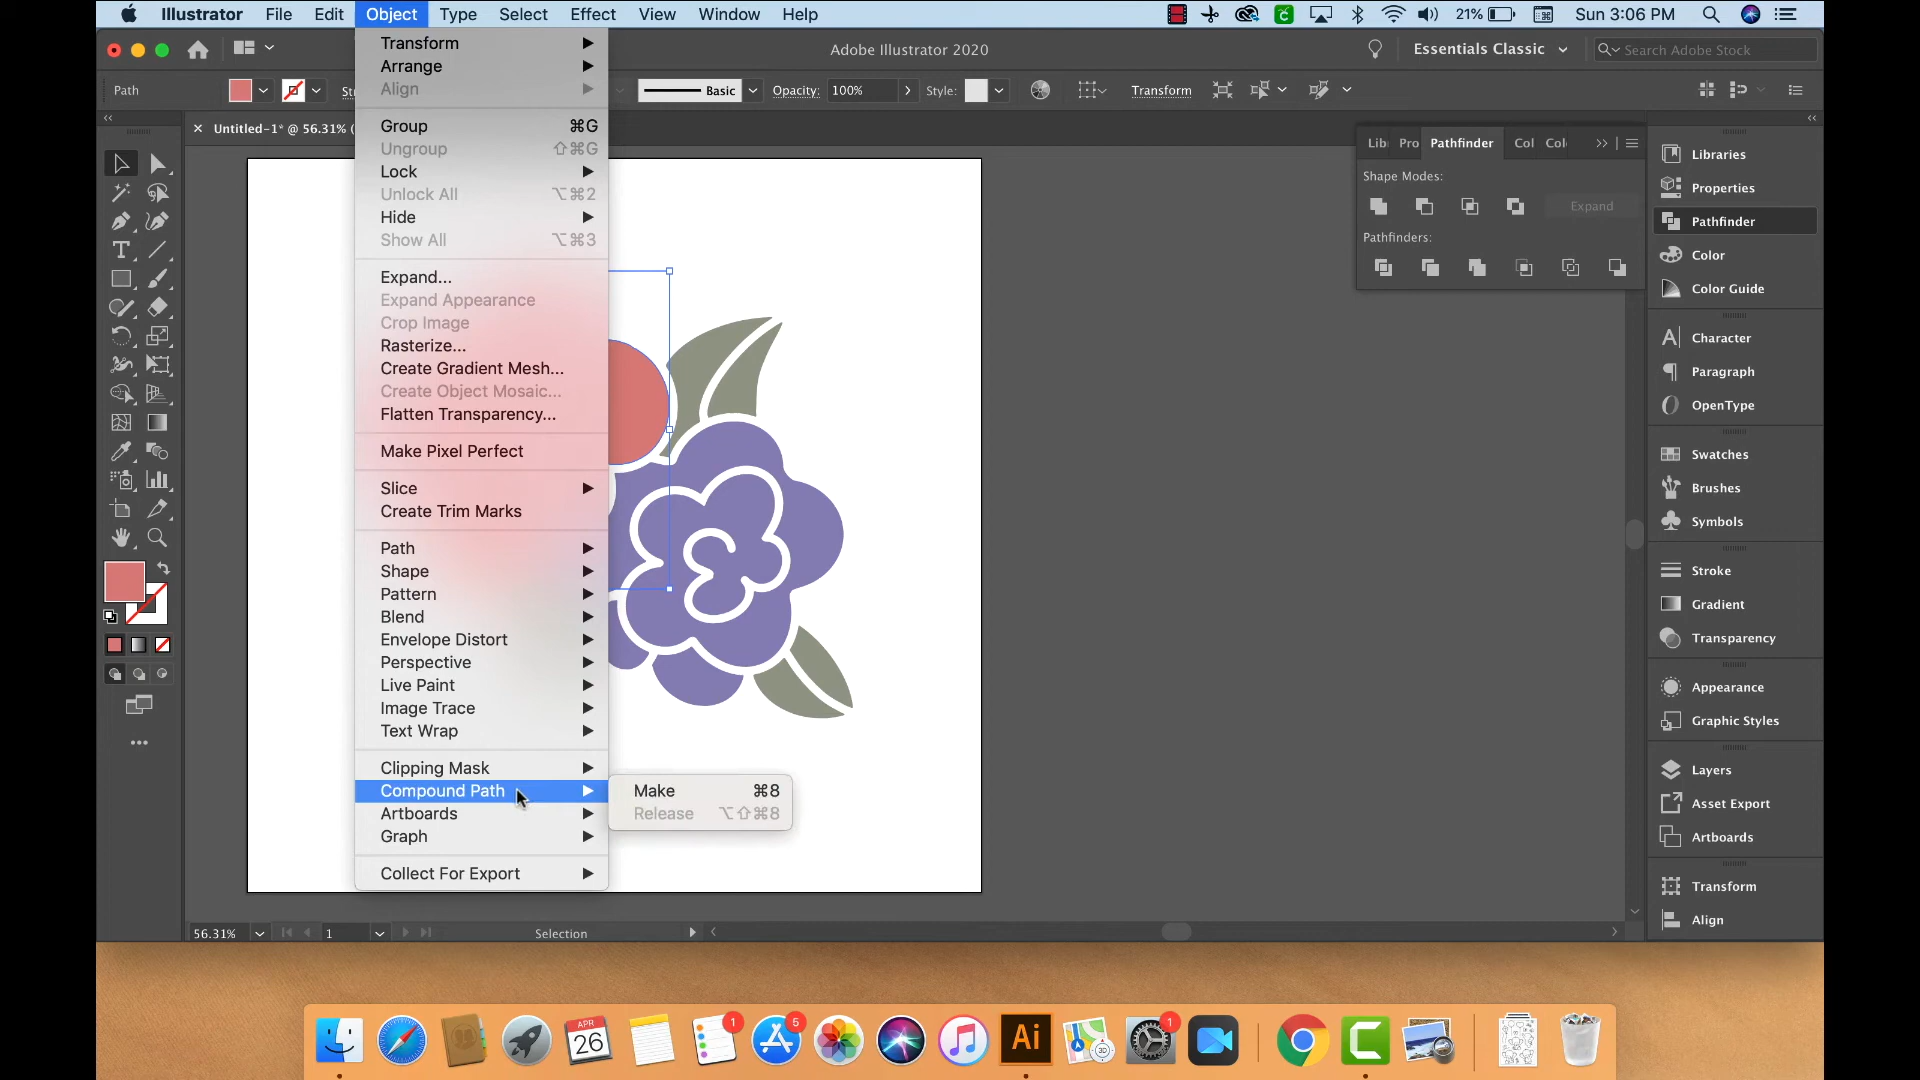 Illustrator File Edit Object Type Select Effect View Window Help
21% Sun 3:06 PM
Adobe Illustrator 2020
Essentials Classic
Search Adobe Stock
Path
Basic
Opacity: 100%
Style:
Transform
Untitled-1* @ 56.31% (
Transform
Arrange
Align
Group ⌘G
Ungroup ⇧⌘G
Lock
Unlock All ⌥⌘2
Hide
Show All ⌥⌘3
Expand...
Expand Appearance
Crop Image
Rasterize...
Create Gradient Mesh...
Create Object Mosaic...
Flatten Transparency...
Make Pixel Perfect
Slice
Create Trim Marks
Path
Shape
Pattern
Blend
Envelope Distort
Perspective
Live Paint
Image Trace
Text Wrap
Clipping Mask
Compound Path
Artboards
Graph
Collect For Export
Make ⌘8
Release ⌥⇧⌘8
Lib Pro Pathfinder Col Col
Shape Modes:
Expand
Pathfinders:
Libraries
Properties
Pathfinder
Color
Color Guide
Character
Paragraph
OpenType
Swatches
Brushes
Symbols
Stroke
Gradient
Transparency
Appearance
Graphic Styles
Layers
Asset Export
Artboards
Transform
Align
56.31% 1 Selection
APR
26
1
5
Ai
3D
1